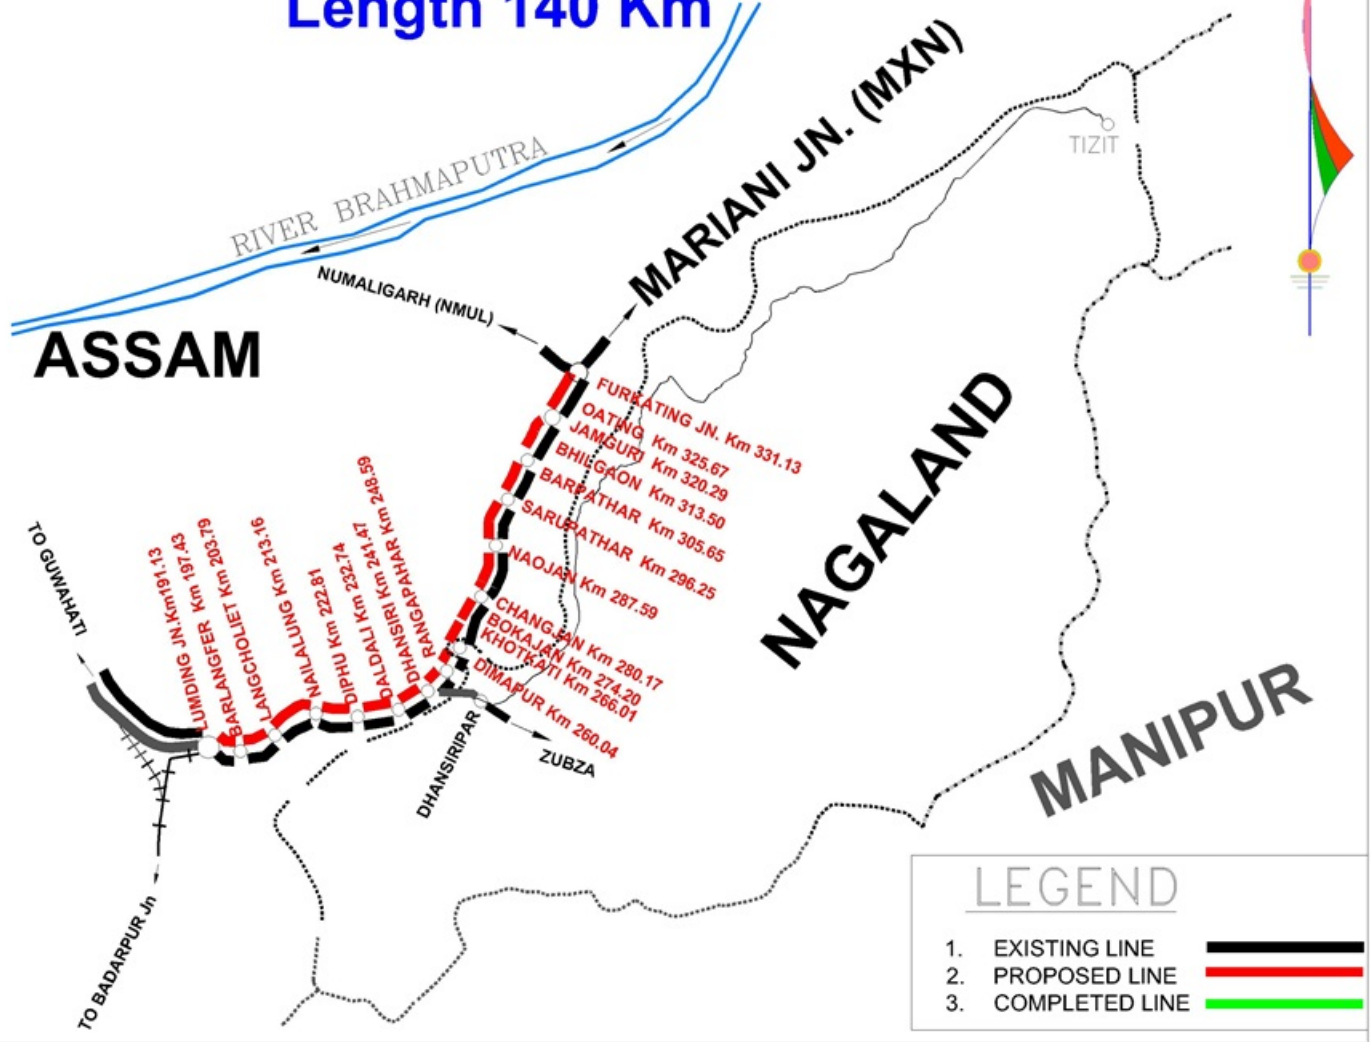 Length 140 Km
RIVER BRAHMAPUTRA
MARIANI JN. (MXN)
TIZIT
NUMALIGARH (NMUL)
ASSAM
FURKATING JN. Km 331.13
OATING Km 325.67
JAMGURI Km 320.29
BHILGAON Km 313.50
BARPATHAR Km 305.65
SARUPATHAR Km 296.25
NAOJAN Km 287.59
CHANGJAN Km 280.17
BOKAJAN Km 274.20
KHOTKATI Km 266.01
DIMAPUR Km 260.04
NAGALAND
TO GUWAHATI
LUMDING JN.Km191.13
BARLANGFER Km 197.43
LANGCHOLIET Km 203.79
NAILALUNG Km 213.16
DIPHU Km 222.81
DALDALI Km 232.74
DHANSIRI Km 241.47
RANGAPAHAR Km 248.59
DHANSIRIPAR
ZUBZA
MANIPUR
TO BADARPUR Jn
LEGEND
1. EXISTING LINE
2. PROPOSED LINE
3. COMPLETED LINE